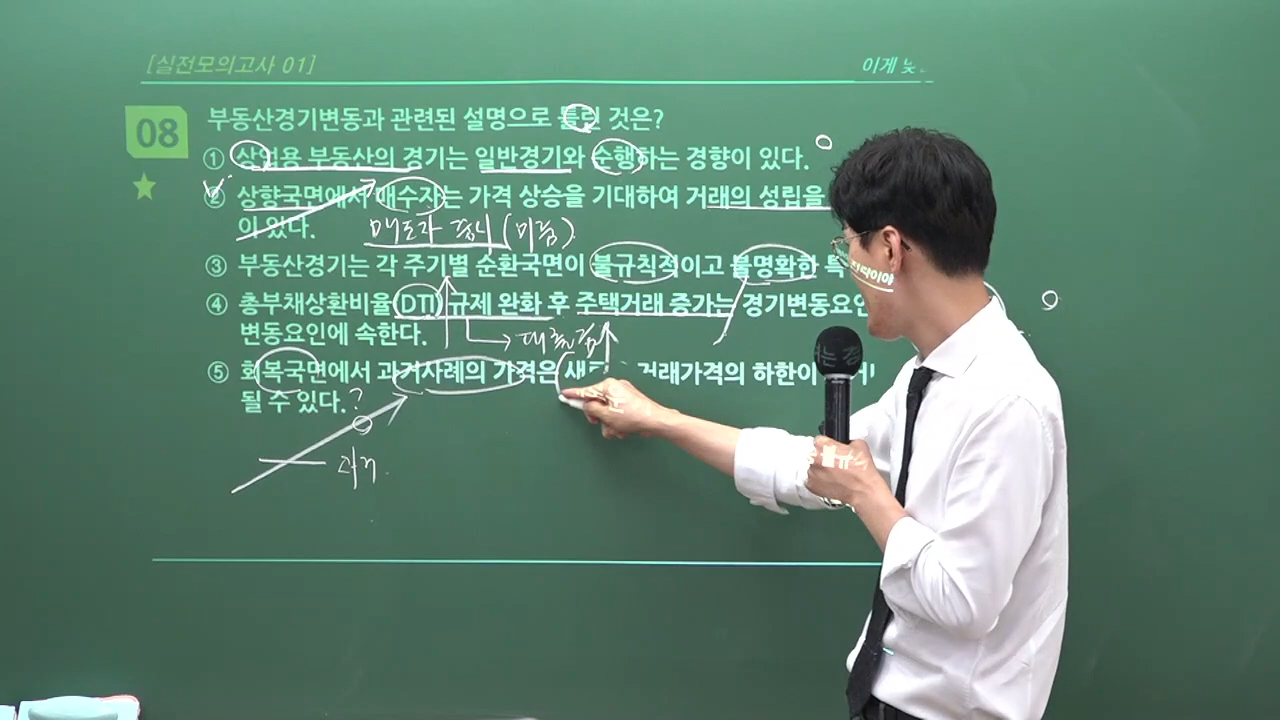 [실전모의고사 01]
이게 낮
08 부동산경기변동과 관련된 설명으로 틀린 것은?
① 상업용 부동산의 경기는 일반경기와 수행하는 경향이 있다.
② 상향국면에서 매수자는 가격 상승을 기대하여 거래의 성립을
이 있다.
매도자 중시 (미룸)
③ 부동산경기는 각 주기별 순환국면이 불규칙적이고 불명확한 특
④ 총부채상환비율(DTI) 규제 완화 후 주택거래 증가는 경기변동요인
변동요인에 속한다.
⑤ 회복국면에서 과거사례의 가격은 새로 거래가격의 하한이
될 수 있다.?
과거